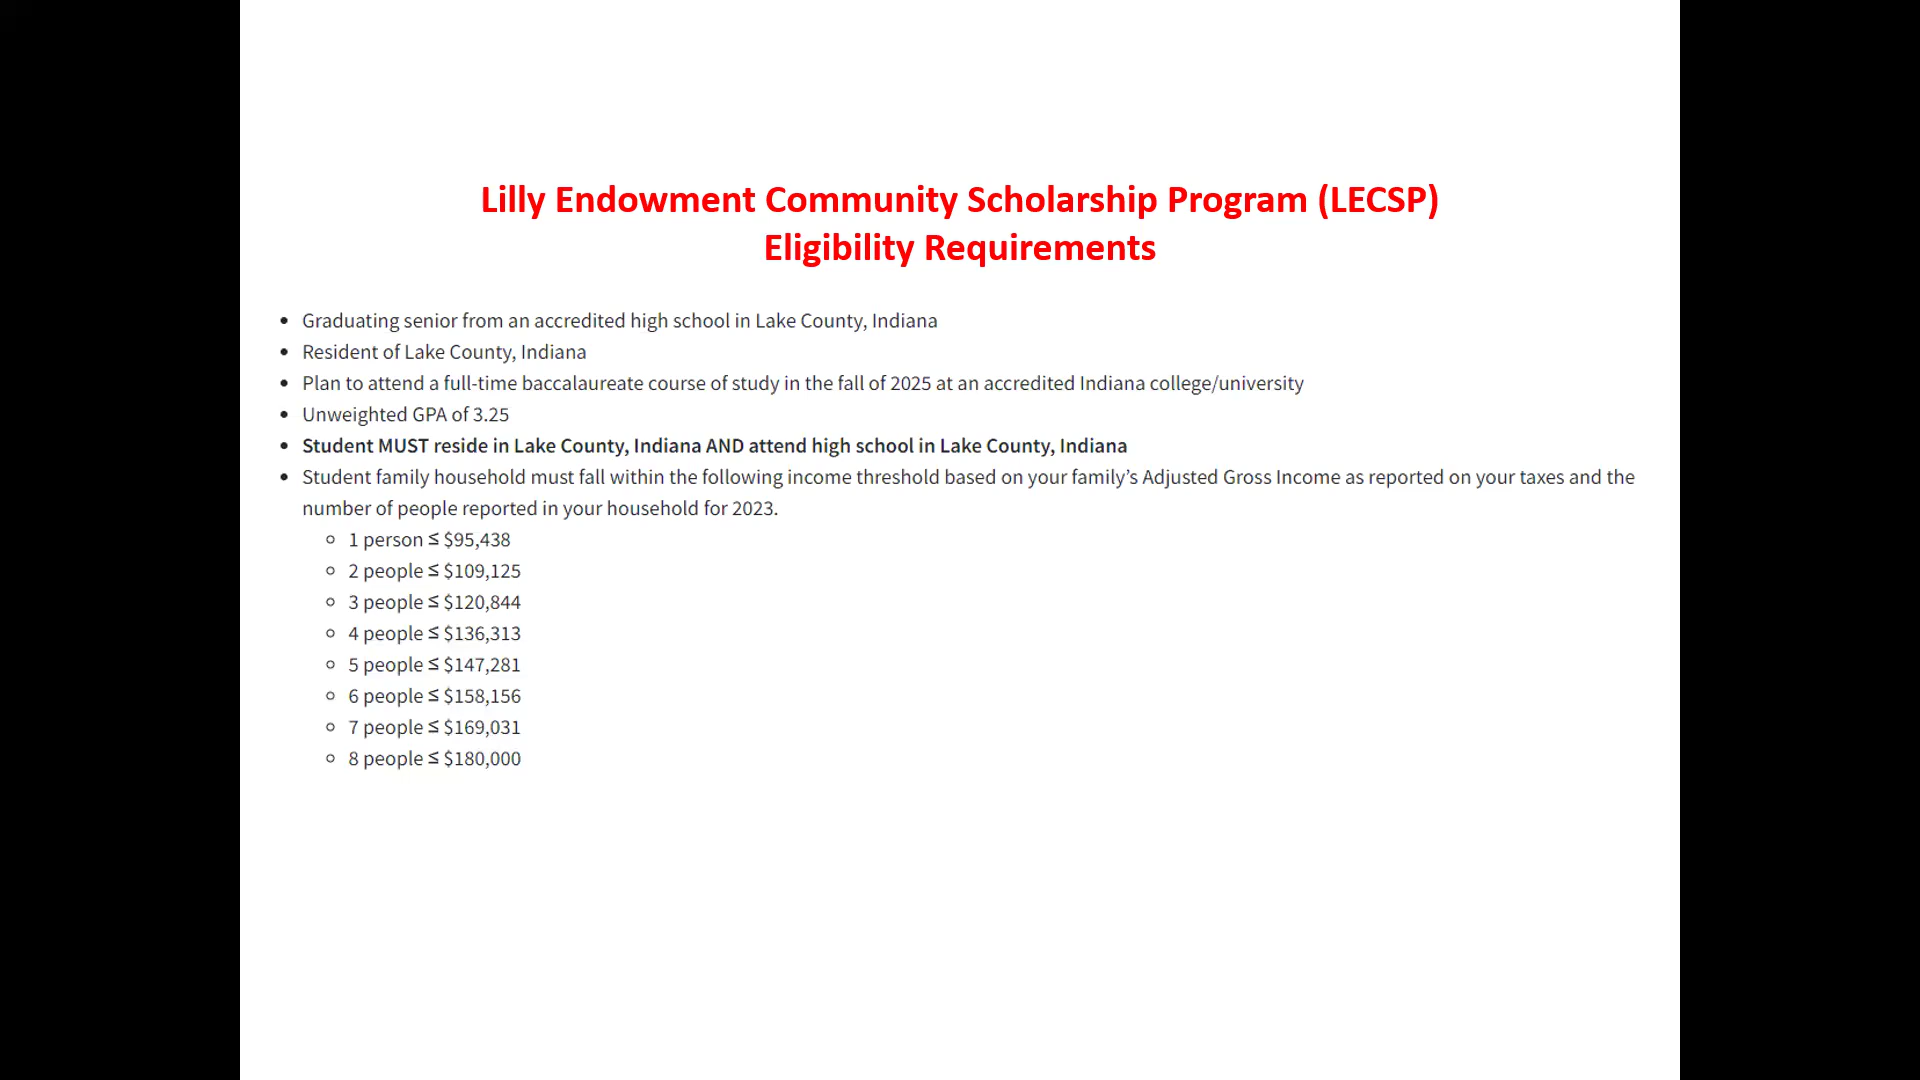 Lilly Endowment Community Scholarship Program (LECSP)
Eligibility Requirements
• Graduating senior from an accredited high school in Lake County, Indiana
• Resident of Lake County, Indiana
• Plan to attend a full-time baccalaureate course of study in the fall of 2025 at an accredited Indiana college/university
• Unweighted GPA of 3.25
• Student MUST reside in Lake County, Indiana AND attend high school in Lake County, Indiana
• Student family household must fall within the following income threshold based on your family’s Adjusted Gross Income as reported on your taxes and the
number of people reported in your household for 2023.
○ 1 person ≤ $95,438
○ 2 people ≤ $109,125
○ 3 people ≤ $120,844
○ 4 people ≤ $136,313
○ 5 people ≤ $147,281
○ 6 people ≤ $158,156
○ 7 people ≤ $169,031
○ 8 people ≤ $180,000